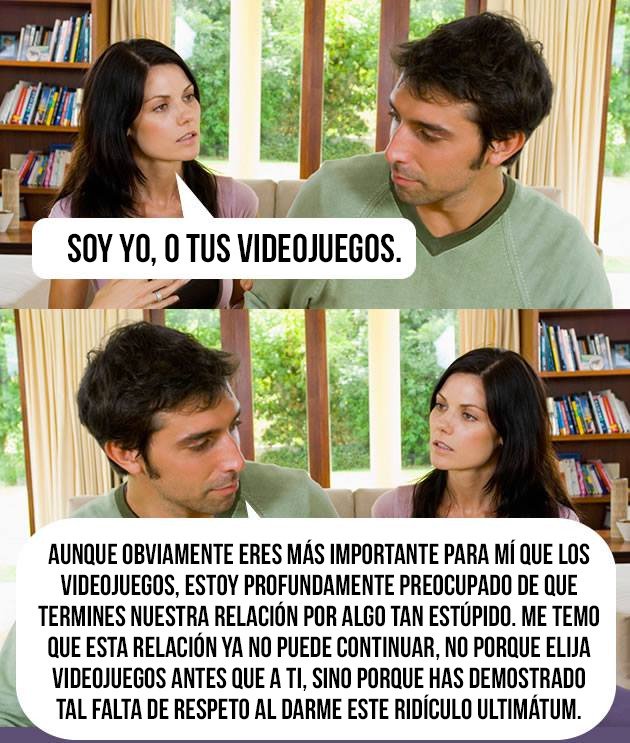 SOY YO, O TUS VIDEOJUEGOS.
AUNQUE OBVIAMENTE ERES MÁS IMPORTANTE PARA MÍ QUE LOS
VIDEOJUEGOS, ESTOY PROFUNDAMENTE PREOCUPADO DE QUE
TERMINES NUESTRA RELACIÓN POR ALGO TAN ESTÚPIDO. ME TEMO
QUE ESTA RELACIÓN YA NO PUEDE CONTINUAR, NO PORQUE ELIJA
VIDEOJUEGOS ANTES QUE A TI, SINO PORQUE HAS DEMOSTRADO
TAL FALTA DE RESPETO AL DARME ESTE RIDÍCULO ULTIMÁTUM.